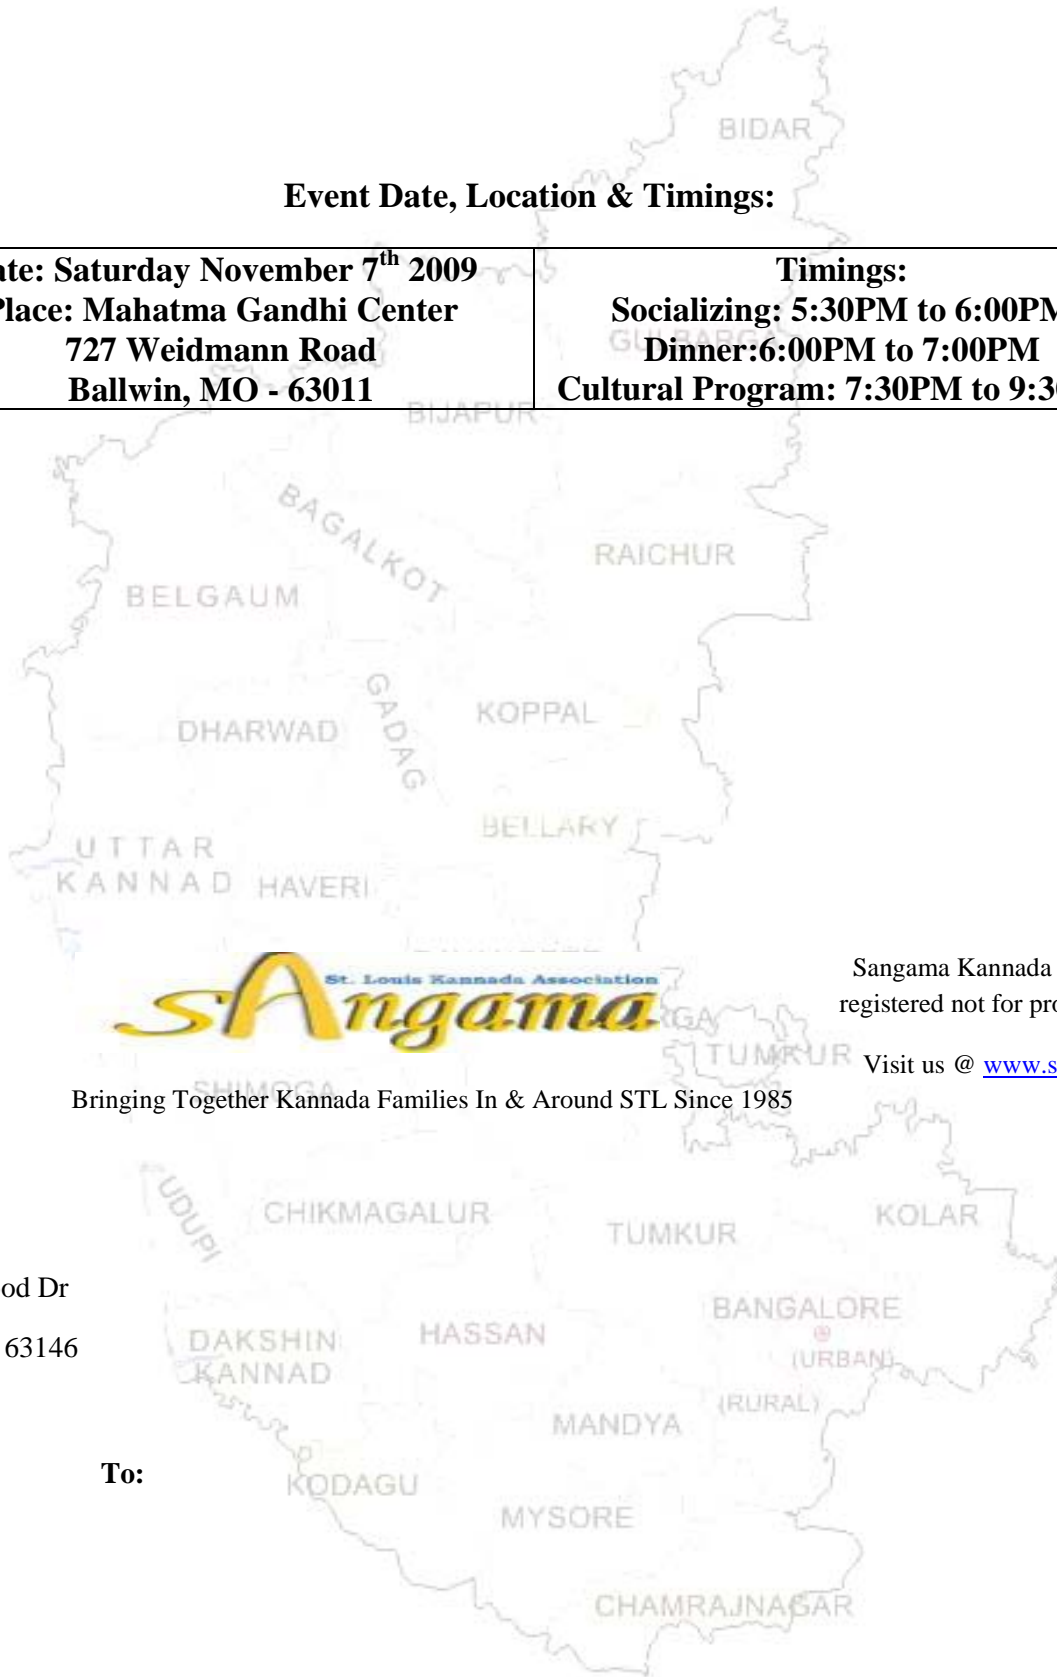 BIDAR
Event Date, Location & Timings:
ate: Saturday November 7th 2009
Place: Mahatma Gandhi Center
727 Weidmann Road
Ballwin, MO - 63011
Timings:
Socializing: 5:30PM to 6:00PM
Dinner:6:00PM to 7:00PM
Cultural Program: 7:30PM to 9:30
GULBARGA
BIJAPUR
BAGALKOT
RAICHUR
BELGAUM
GADAG
KOPPAL
DHARWAD
BELLARY
UTTAR
KANNAD HAVERI
St. Louis Kannada Association
sAngama
Sangama Kannada
registered not for pro
GA
TUMKUR
Visit us @ www.s
SHIMOGA
Bringing Together Kannada Families In & Around STL Since 1985
UDUPI
CHIKMAGALUR
TUMKUR
KOLAR
od Dr
63146
BANGALORE
(URBAN)
(RURAL)
DAKSHIN
KANNAD
HASSAN
MANDYA
To:
KODAGU
MYSORE
CHAMRAJNAGAR